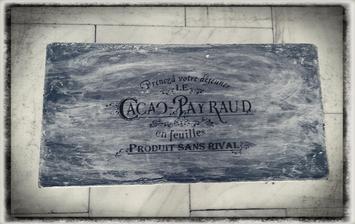 Prenez à votre déjeuner
LE
CACAO-PAYRAUD
en feuilles
PRODUIT SANS RIVAL